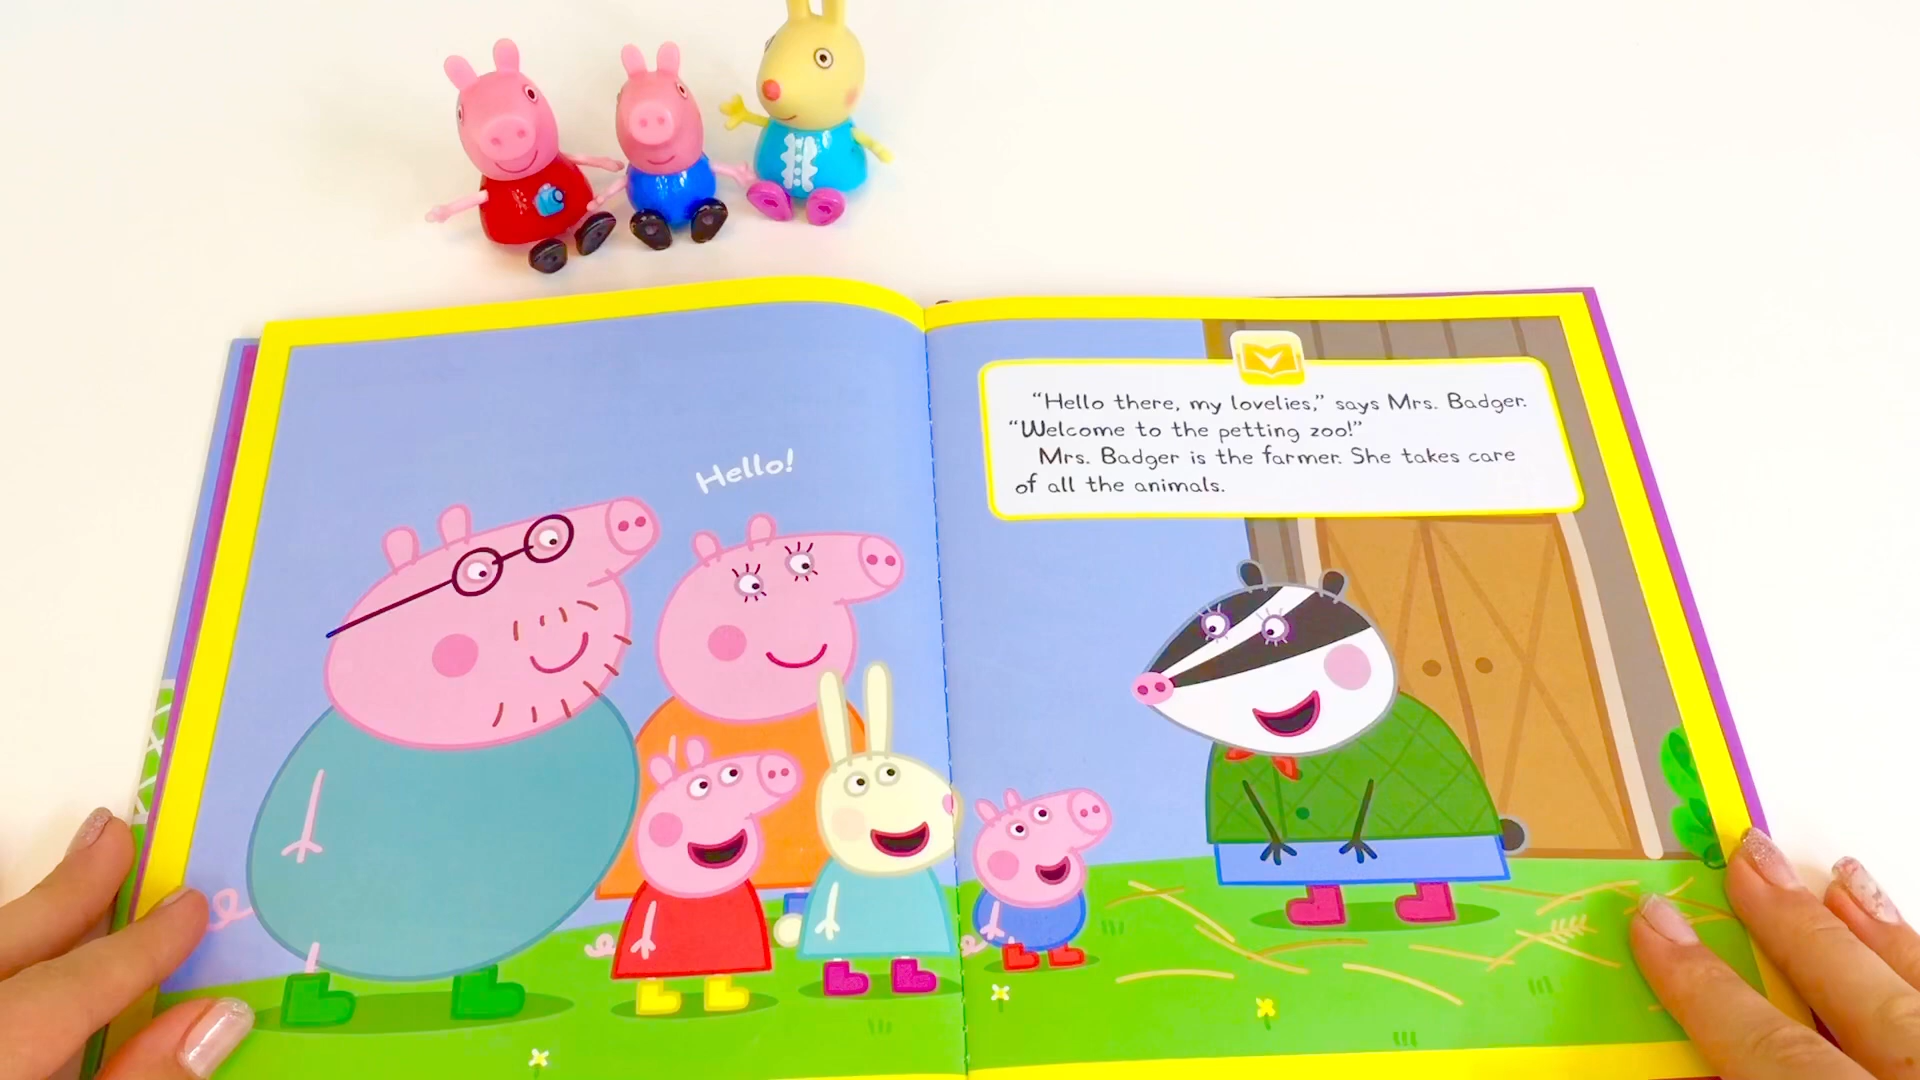 Hello!
“Hello there, my lovelies,” says Mrs. Badger.
“Welcome to the petting zoo!”
Mrs. Badger is the farmer. She takes care
of all the animals.